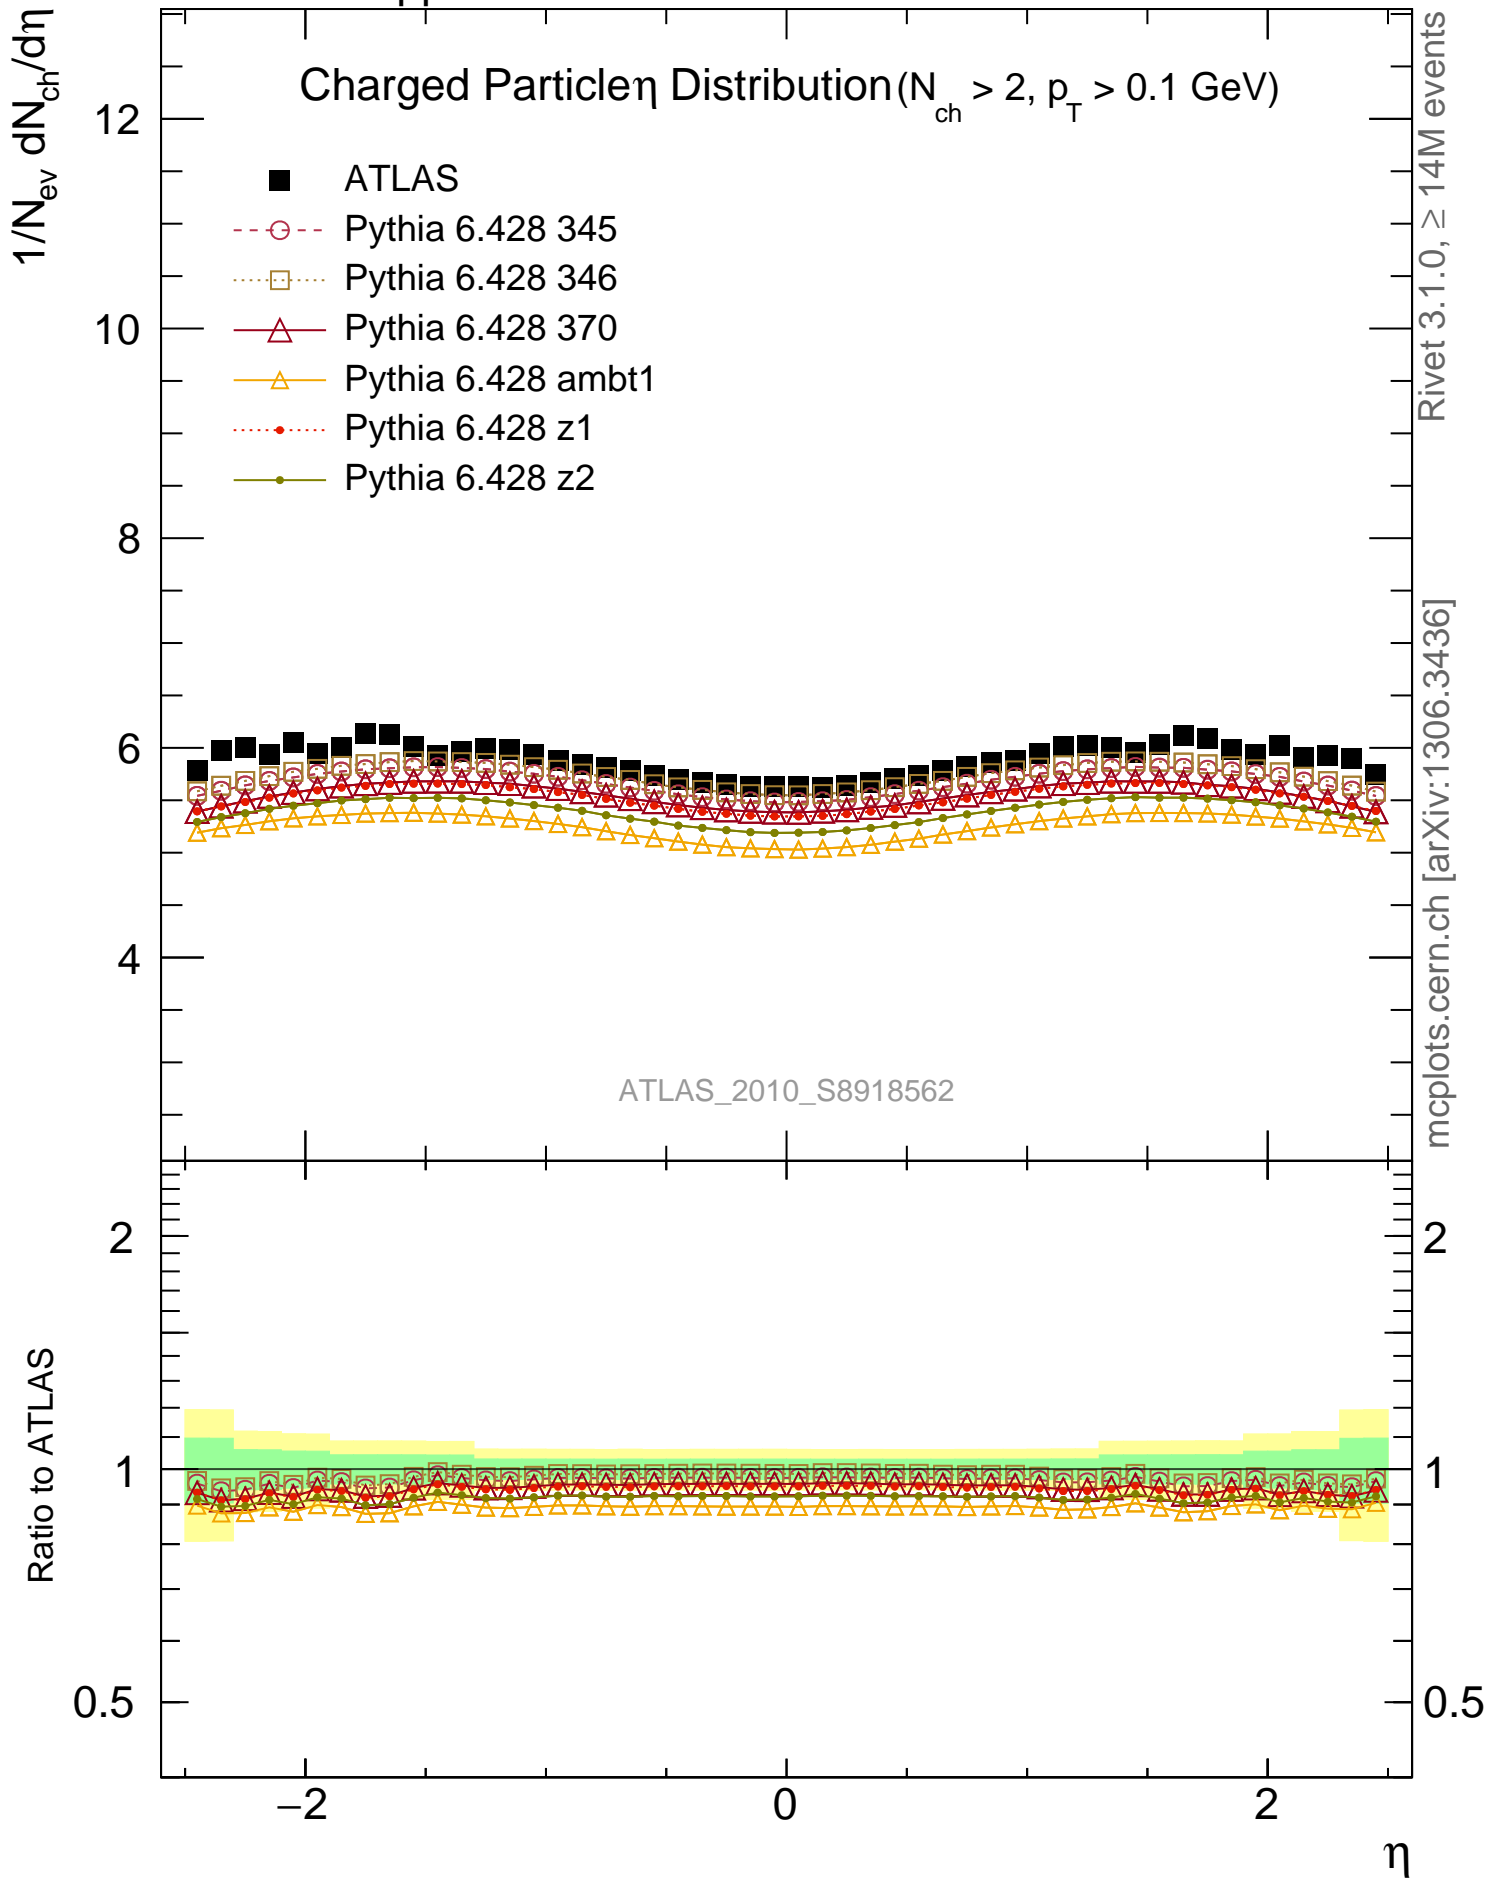 1/N_ev dN_ch/dη
Charged Particleη Distribution (N_ch > 2, p_T > 0.1 GeV)
ATLAS
Pythia 6.428 345
Pythia 6.428 346
Pythia 6.428 370
Pythia 6.428 ambt1
Pythia 6.428 z1
Pythia 6.428 z2
12
10
8
6
4
ATLAS_2010_S8918562
Rivet 3.1.0, ≥ 14M events
mcplots.cern.ch [arXiv:1306.3436]
Ratio to ATLAS
2
1
0.5
2
1
0.5
−2
0
2
η